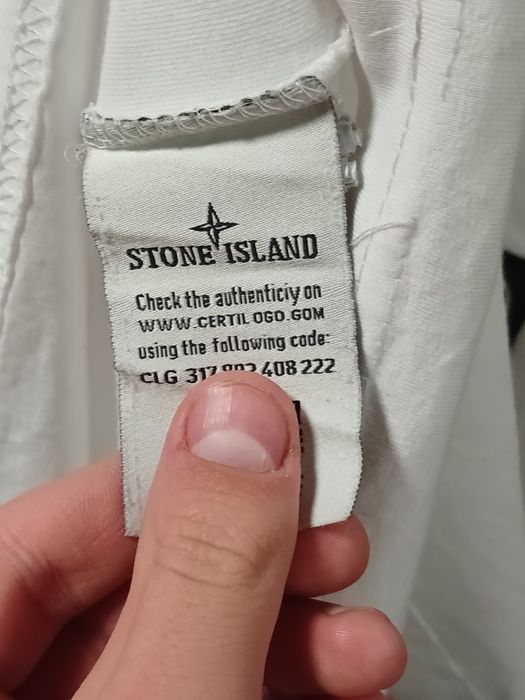 STONE ISLAND
Check the authenticiy on
WWW.CERTILOGO.GOM
using the following code:
CLG 317 408 222